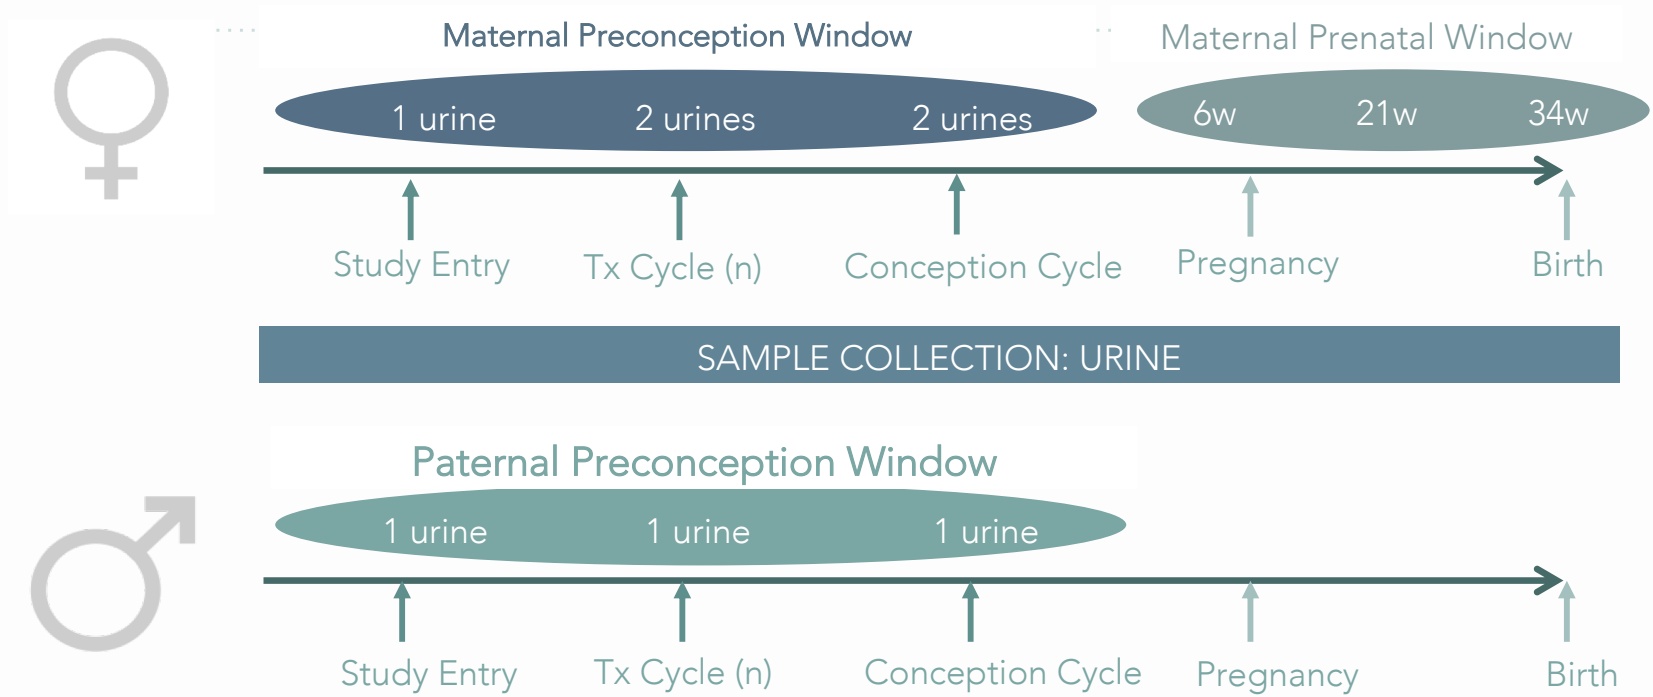 Maternal Preconception Window
Maternal Prenatal Window
1 urine
2 urines
2 urines
6w
21w
34w
Study Entry
Tx Cycle (n)
Conception Cycle
Pregnancy
Birth
SAMPLE COLLECTION: URINE
Paternal Preconception Window
1 urine
1 urine
1 urine
Study Entry
Tx Cycle (n)
Conception Cycle
Pregnancy
Birth